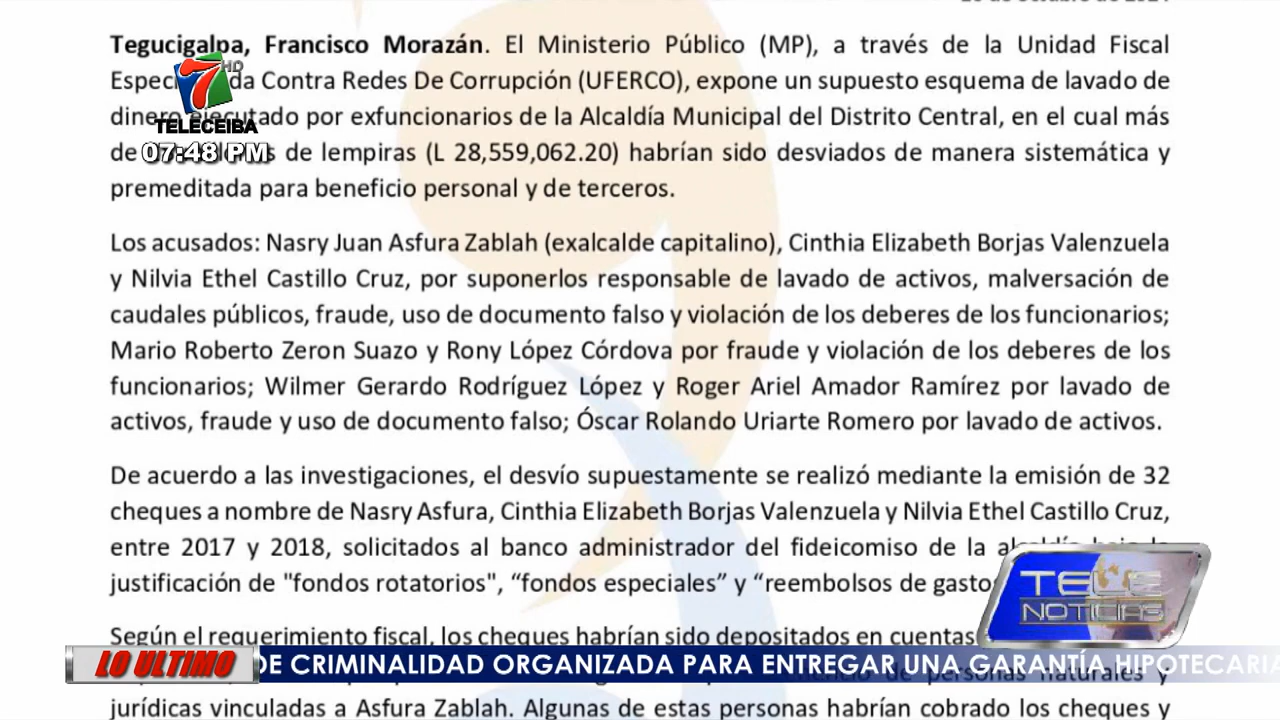 Tegucigalpa, Francisco Morazán. El Ministerio Público (MP), a través de la Unidad Fiscal
Contra Redes De Corrupción (UFERCO), expone un supuesto esquema de lavado de
dinero ejecutado por exfuncionarios de la Alcaldía Municipal del Distrito Central, en el cual más
de de lempiras (L 28,559,062.20) habrían sido desviados de manera sistemática y
premeditada para beneficio personal y de terceros.
7 HD
TELECEIBA
07:48 PM
Los acusados: Nasry Juan Asfura Zablah (exalcalde capitalino), Cinthia Elizabeth Borjas Valenzuela
y Nilvia Ethel Castillo Cruz, por suponerlos responsable de lavado de activos, malversación de
caudales públicos, fraude, uso de documento falso y violación de los deberes de los funcionarios;
Mario Roberto Zeron Suazo y Rony López Córdova por fraude y violación de los deberes de los
funcionarios; Wilmer Gerardo Rodríguez López y Roger Ariel Amador Ramírez por lavado de
activos, fraude y uso de documento falso; Óscar Rolando Uriarte Romero por lavado de activos.
De acuerdo a las investigaciones, el desvío supuestamente se realizó mediante la emisión de 32
cheques a nombre de Nasry Asfura, Cinthia Elizabeth Borjas Valenzuela y Nilvia Ethel Castillo Cruz,
entre 2017 y 2018, solicitados al banco administrador del fideicomiso de la
justificación de "fondos rotatorios", “fondos especiales” y “reembolsos de
TELE
NOTICIAS
Según el requerimiento fiscal, los cheques habrían sido depositados en cuentas
LO ULTIMO
DE CRIMINALIDAD ORGANIZADA PARA ENTREGAR UNA GARANTÍA HIPOTECARIA
de personas naturales y
jurídicas vinculadas a Asfura Zablah. Algunas de estas personas habrían cobrado los cheques y